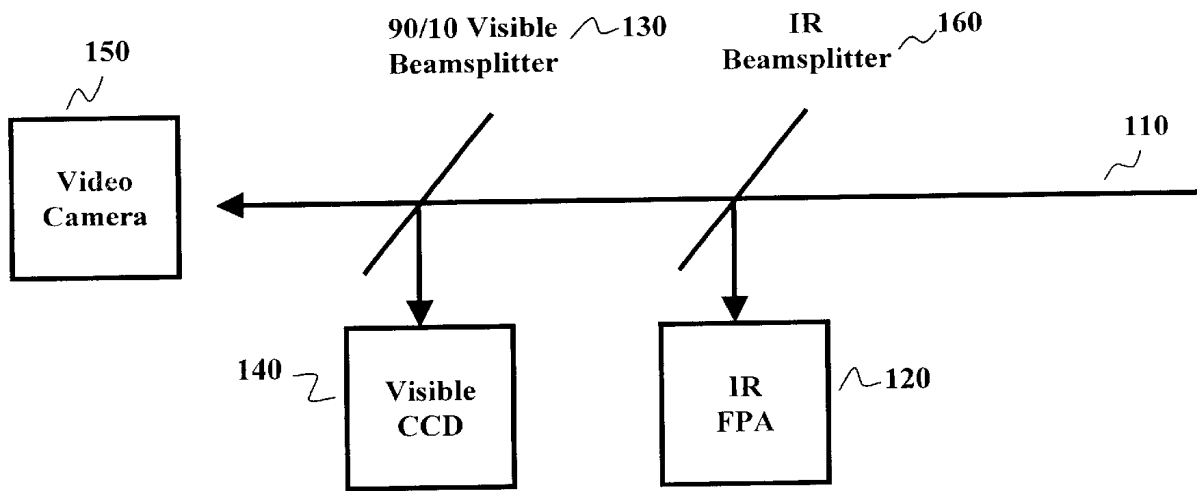 90/10 Visible
Beamsplitter
130
IR
Beamsplitter
160
150
110
Video
Camera
140
Visible
CCD
IR
FPA
120